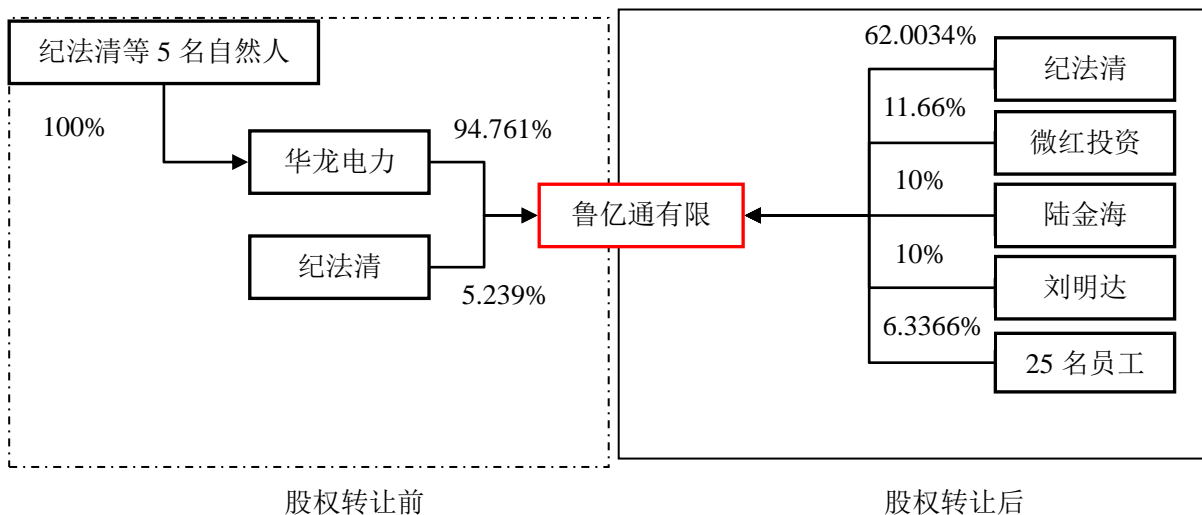 纪法清等 5 名自然人
100%
华龙电力
94.761%
纪法清
5.239%
鲁亿通有限
62.0034%
纪法清
11.66%
微红投资
10%
陆金海
10%
刘明达
6.3366%
25 名员工
股权转让前
股权转让后